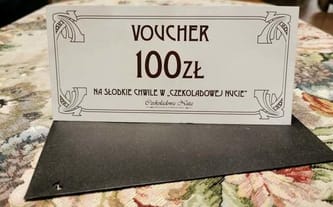 VOUCHER
100ZŁ
NA SŁODKIE CHWILE W „CZEKOLADOWEJ NUCIE"
Czekoladowa Nuta